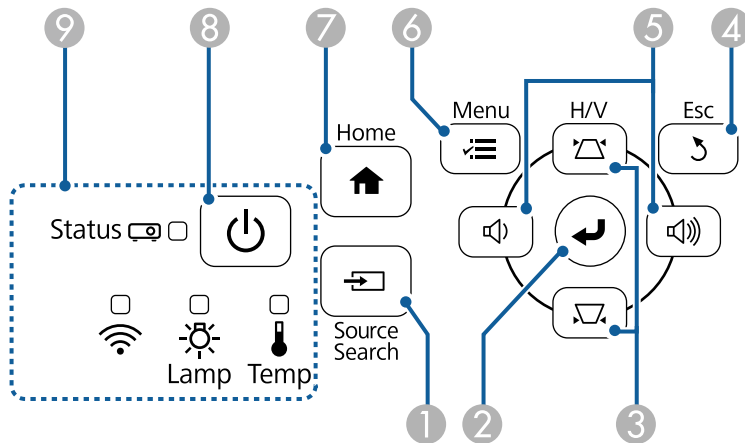 9 8 7 6 5 4
Menu H/V Esc
Home
Status
Source
Search
Lamp Temp
1 2 3